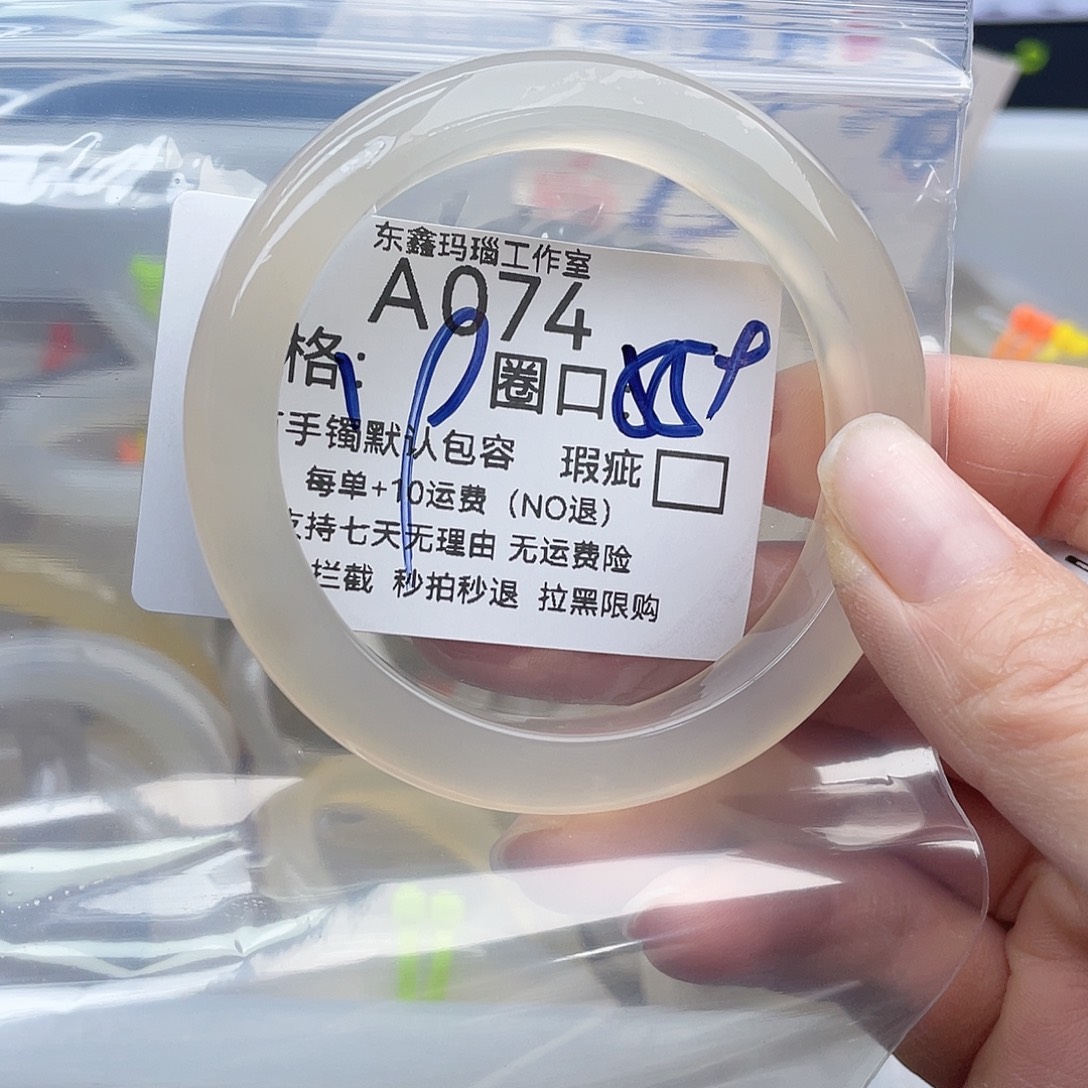 东鑫玛瑙工作室
A074
格: 圈口:
手镯默认包容 瑕疵
每单+10运费（NO退）
支持七天无理由 无运费险
拦截 秒拍秒退 拉黑限购